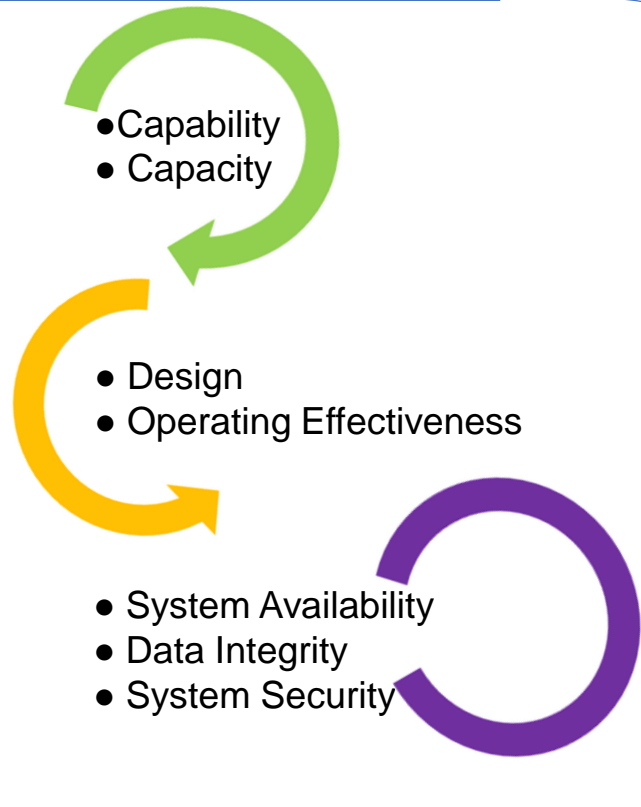 ●Capability
● Capacity
● Design
● Operating Effectiveness
● System Availability
● Data Integrity
● System Security